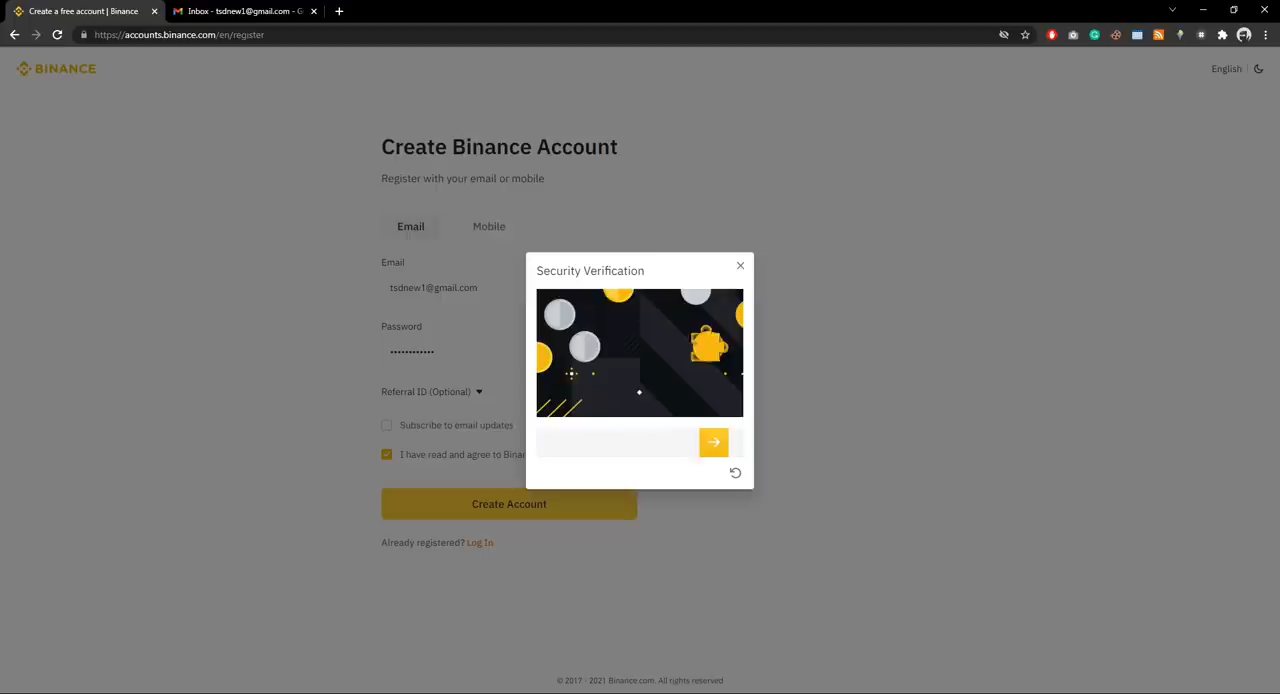 Create a free account | Binance
Inbox - tsdnew1@gmail.com - G
https://accounts.binance.com/en/register
BINANCE
English
Create Binance Account
Register with your email or mobile
Email
Mobile
Email
tsdnew1@gmail.com
Password
Referral ID (Optional)
Subscribe to email updates
I have read and agree to Binan
Create Account
Already registered? Log In
Security Verification
© 2017 - 2021 Binance.com. All rights reserved